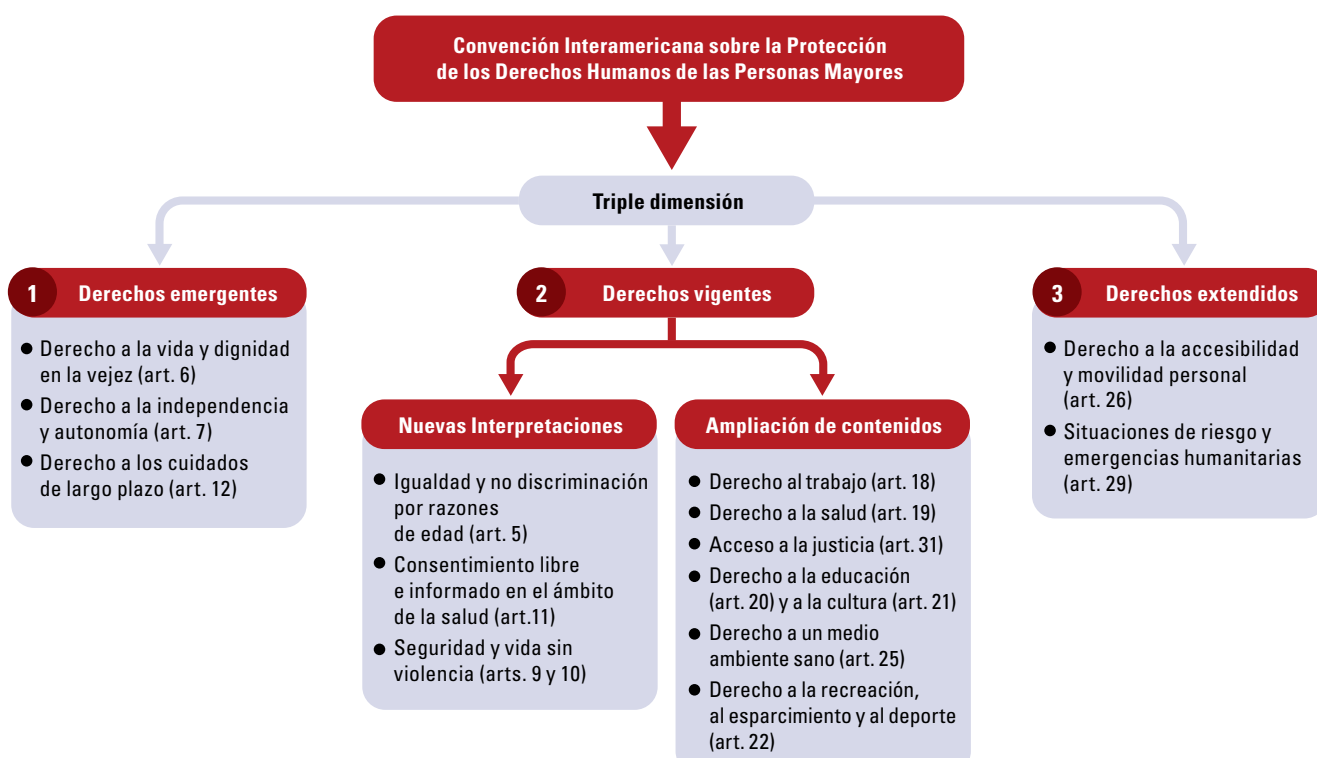 Convención Interamericana sobre la Protección
de los Derechos Humanos de las Personas Mayores
Triple dimensión
1 Derechos emergentes
● Derecho a la vida y dignidad
en la vejez (art. 6)
● Derecho a la independencia
y autonomía (art. 7)
● Derecho a los cuidados
de largo plazo (art. 12)
2 Derechos vigentes
Nuevas Interpretaciones
● Igualdad y no discriminación
por razones
de edad (art. 5)
● Consentimiento libre
e informado en el ámbito
de la salud (art.11)
● Seguridad y vida sin
violencia (arts. 9 y 10)
Ampliación de contenidos
● Derecho al trabajo (art. 18)
● Derecho a la salud (art. 19)
● Acceso a la justicia (art. 31)
● Derecho a la educación
(art. 20) y a la cultura (art. 21)
● Derecho a un medio
ambiente sano (art. 25)
● Derecho a la recreación,
al esparcimiento y al deporte
(art. 22)
3 Derechos extendidos
● Derecho a la accesibilidad
y movilidad personal
(art. 26)
● Situaciones de riesgo y
emergencias humanitarias
(art. 29)